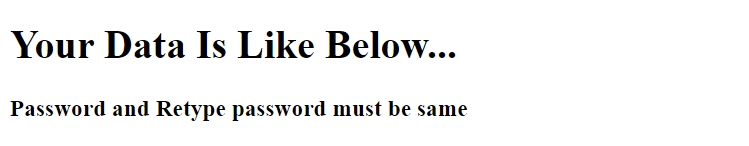 Your Data Is Like Below...
Password and Retype password must be same